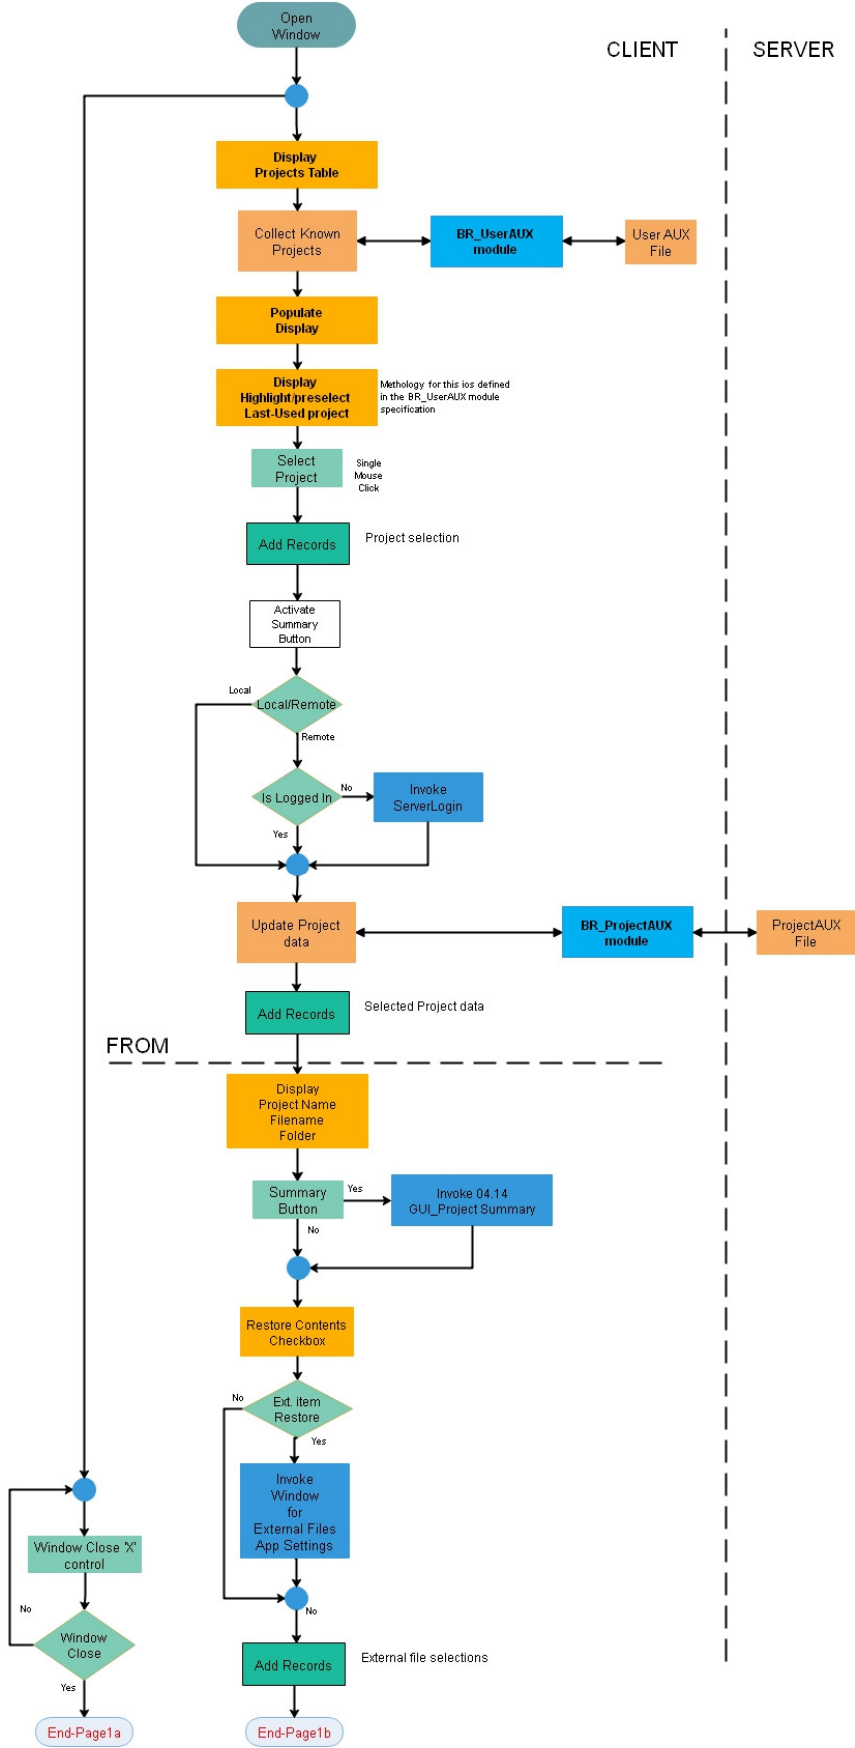 Open
Window
CLIENT
SERVER
Display
Projects Table
Collect Known
Projects
BR_UserAUX
module
User AUX
File
Populate
Display
Display
Highlight/preselect
Last-Used project
Methology for this ios defined
in the BR_UserAUX module
specification
Select
Project
Single
Mouse
Click
Add Records
Project selection
Activate
Summary
Button
Local
Local/Remote
Remote
Is Logged In
No
Invoke
ServerLogin
Yes
Update Project
data
BR_ProjectAUX
module
ProjectAUX
File
Add Records
Selected Project data
FROM
Display
Project Name
Filename
Folder
Summary
Button
Yes
Invoke 04.14
GUI_Project Summary
No
Restore Contents
Checkbox
No
Ext. item
Restore
Yes
Invoke
Window
for
External Files
App Settings
No
Window Close 'X'
control
No
Window
Close
Yes
Add Records
External file selections
End-Page1a
End-Page1b